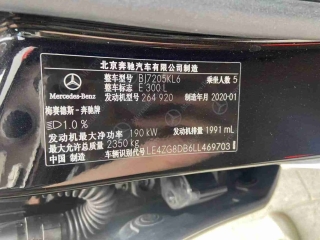 北京奔驰汽车有限公司制造
整车型号 BJ7205KL6 乘坐人数 5
整车标志 E 300 L
Mercedes-Benz 发动机型号 264 920 制造年月 2020-01
梅赛德斯-奔驰牌
1.0 %
发动机最大净功率 190 kW 发动机排量 1991 mL
最大允许总质量 2350 kg
中国 制造 车辆识别代号 LE4ZG8DB6LL469703